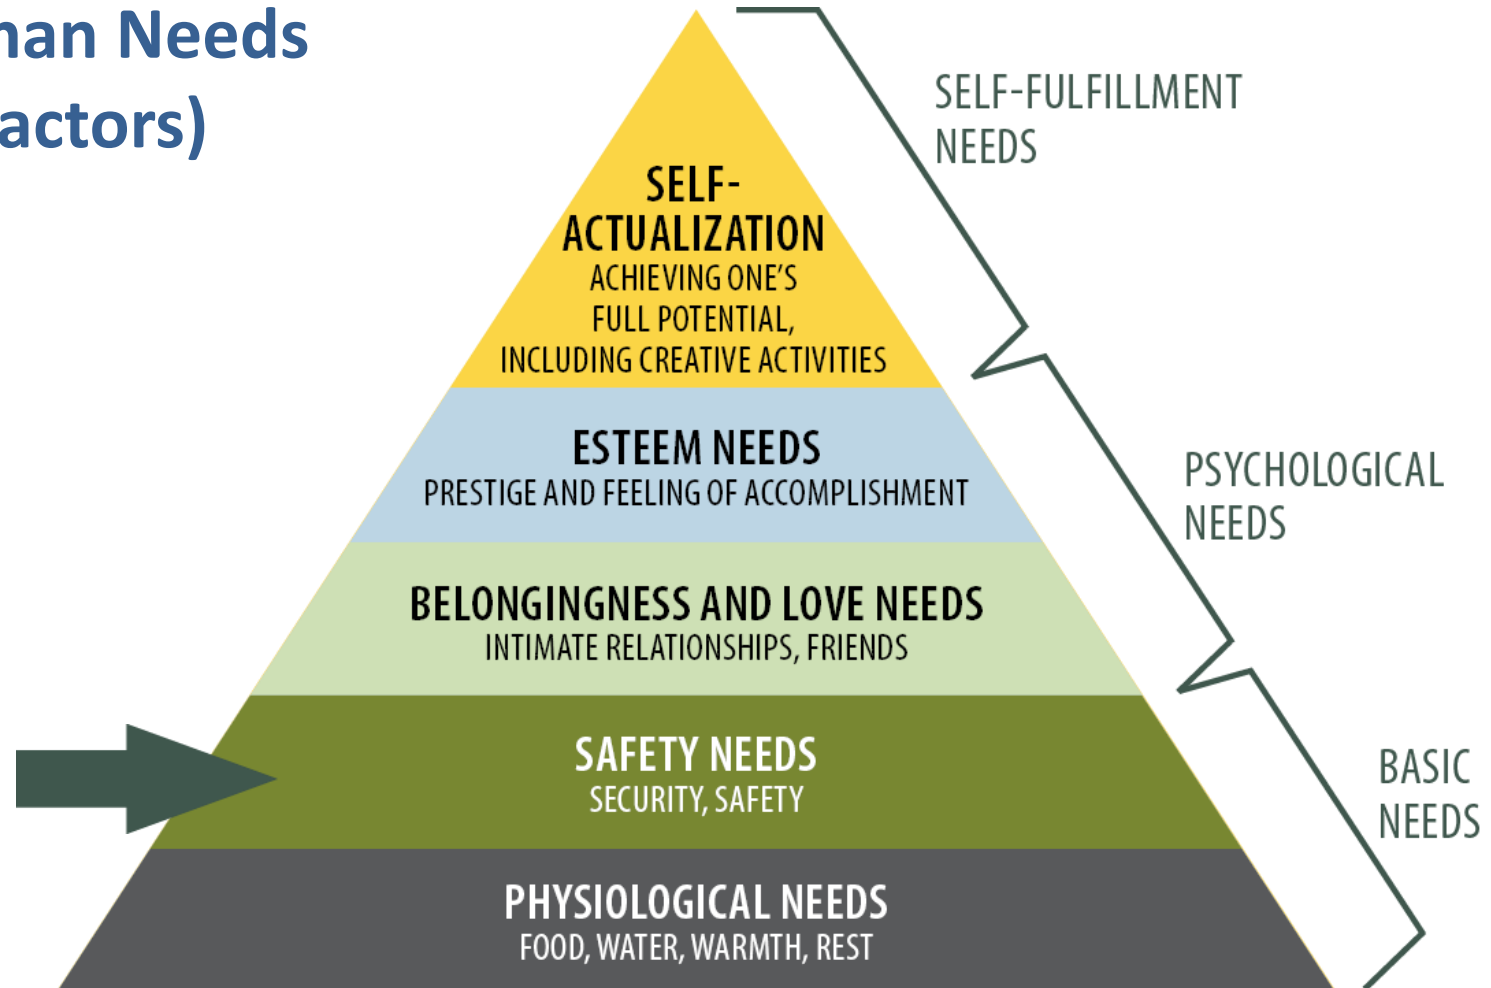 man Needs
actors)
SELF-FULFILLMENT
NEEDS
SELF-
ACTUALIZATION
ACHIEVING ONE'S
FULL POTENTIAL,
INCLUDING CREATIVE ACTIVITIES
ESTEEM NEEDS
PRESTIGE AND FEELING OF ACCOMPLISHMENT
PSYCHOLOGICAL
NEEDS
BELONGINGNESS AND LOVE NEEDS
INTIMATE RELATIONSHIPS, FRIENDS
SAFETY NEEDS
SECURITY, SAFETY
BASIC
NEEDS
PHYSIOLOGICAL NEEDS
FOOD, WATER, WARMTH, REST